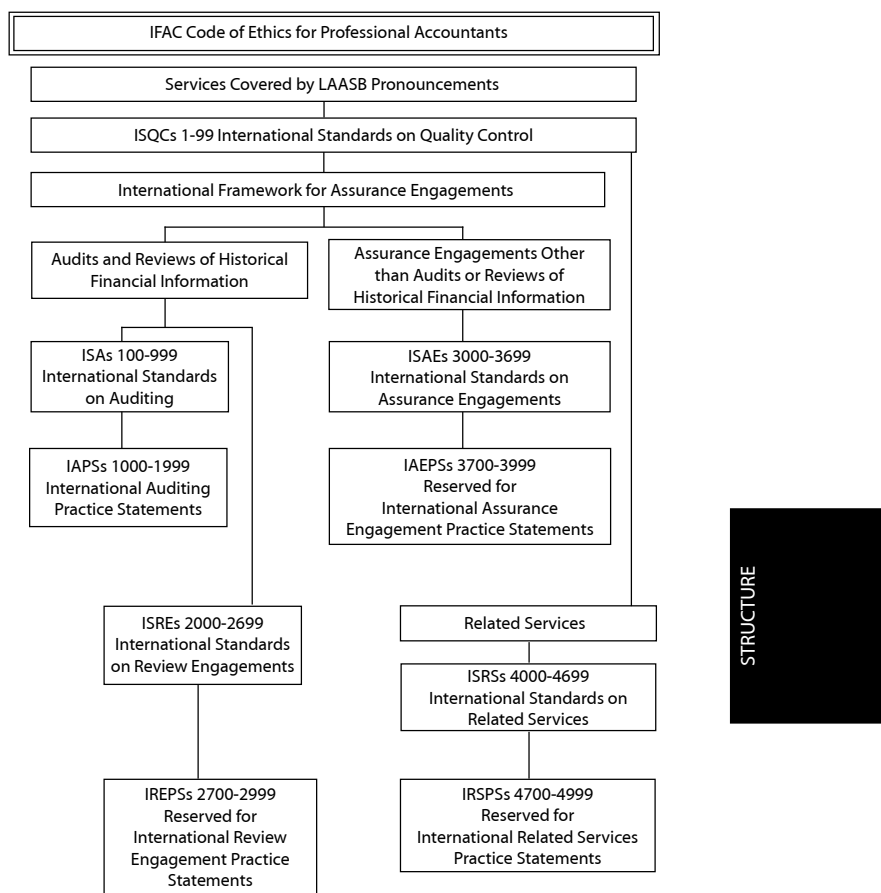 IFAC Code of Ethics for Professional Accountants
Services Covered by LAASB Pronouncements
ISQCs 1-99 International Standards on Quality Control
International Framework for Assurance Engagements
Audits and Reviews of Historical
Financial Information
Assurance Engagements Other
than Audits or Reviews of
Historical Financial Information
ISAs 100-999
International Standards
on Auditing
ISAEs 3000-3699
International Standards on
Assurance Engagements
IAPSs 1000-1999
International Auditing
Practice Statements
IAEPSs 3700-3999
Reserved for
International Assurance
Engagement Practice Statements
STRUCTURE
ISREs 2000-2699
International Standards
on Review Engagements
Related Services
ISRSs 4000-4699
International Standards on
Related Services
IREPSs 2700-2999
Reserved for
International Review
Engagement Practice
Statements
IRSPSs 4700-4999
Reserved for
International Related Services
Practice Statements